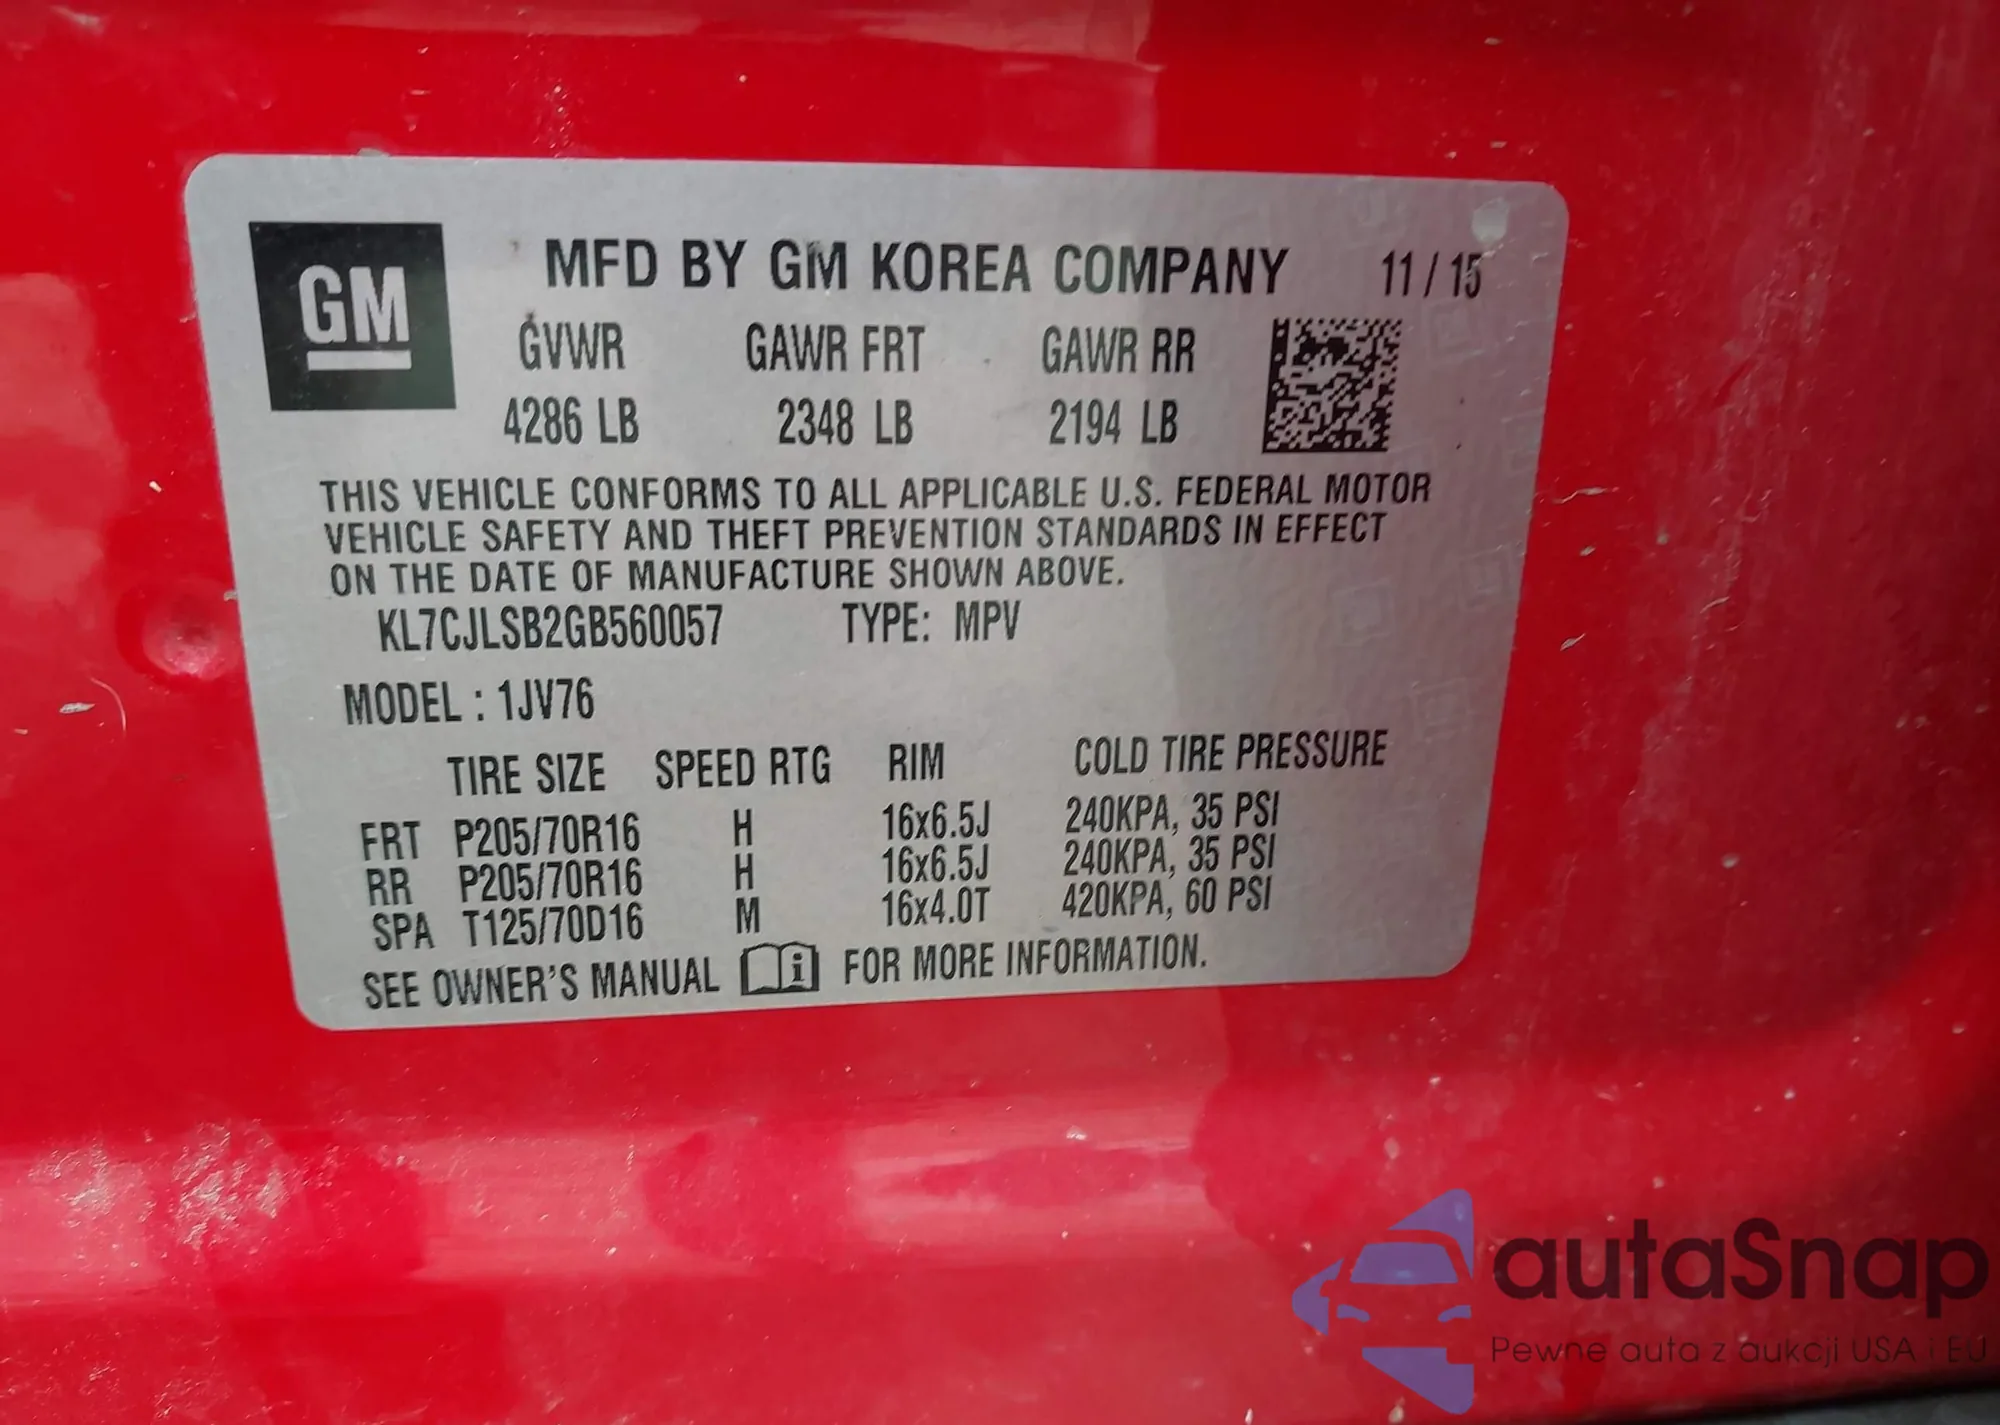 GM
MFD BY GM KOREA COMPANY 11 / 15
GVWR GAWR FRT GAWR RR
4286 LB 2348 LB 2194 LB
THIS VEHICLE CONFORMS TO ALL APPLICABLE U.S. FEDERAL MOTOR
VEHICLE SAFETY AND THEFT PREVENTION STANDARDS IN EFFECT
ON THE DATE OF MANUFACTURE SHOWN ABOVE.
KL7CJLSB2GB560057 TYPE: MPV
MODEL : 1JV76
TIRE SIZE SPEED RTG RIM COLD TIRE PRESSURE
FRT P205/70R16 H 16x6.5J 240KPA, 35 PSI
RR P205/70R16 H 16x6.5J 240KPA, 35 PSI
SPA T125/70D16 M 16x4.0T 420KPA, 60 PSI
SEE OWNER'S MANUAL i FOR MORE INFORMATION.
autaSnap
Pewne auta z aukcji USA i EU